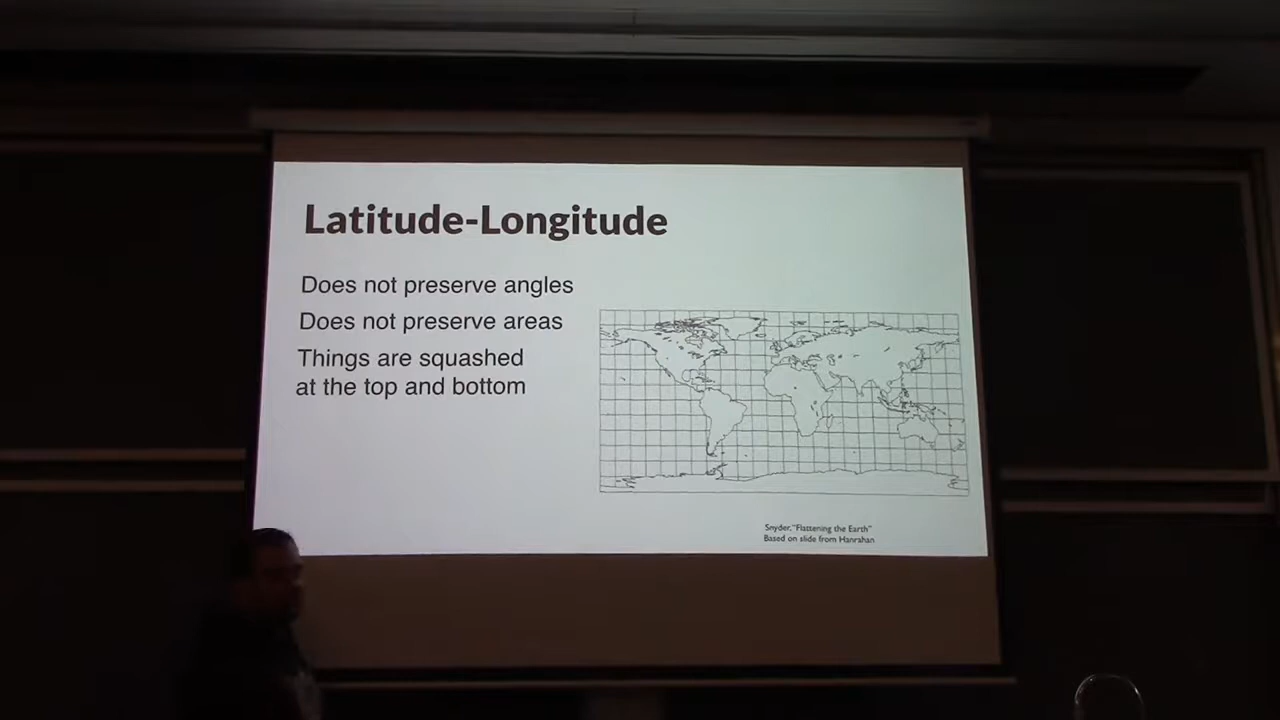 Latitude-Longitude
Does not preserve angles
Does not preserve areas
Things are squashed
at the top and bottom
Snyder, "Flattening the Earth"
Based on slide from Hanrahan